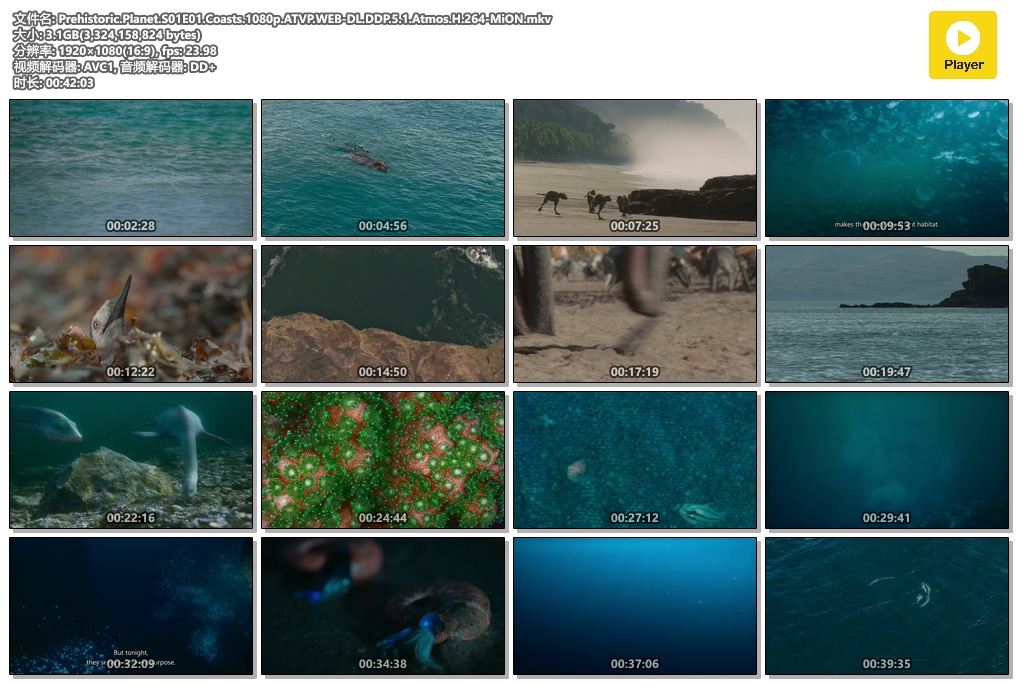 文件名: Prehistoric.Planet.S01E01.Coasts.1080p.ATVP.WEB-DL.DDP.5.1.Atmos.H.264-MiON.mkv
大小: 3.1GB(3,324,158,824 bytes)
分辨率: 1920×1080(16:9), fps: 23.98
视频解码器: AVC1, 音频解码器: DD+
时长: 00:42:03
Player
00:02:28
00:04:56
00:07:25
makes th
habitat.
00:09:53
00:12:22
00:14:50
00:17:19
00:19:47
00:22:16
00:24:44
00:27:12
00:29:41
But tonight,
they
00:32:09
00:34:38
00:37:06
00:39:35